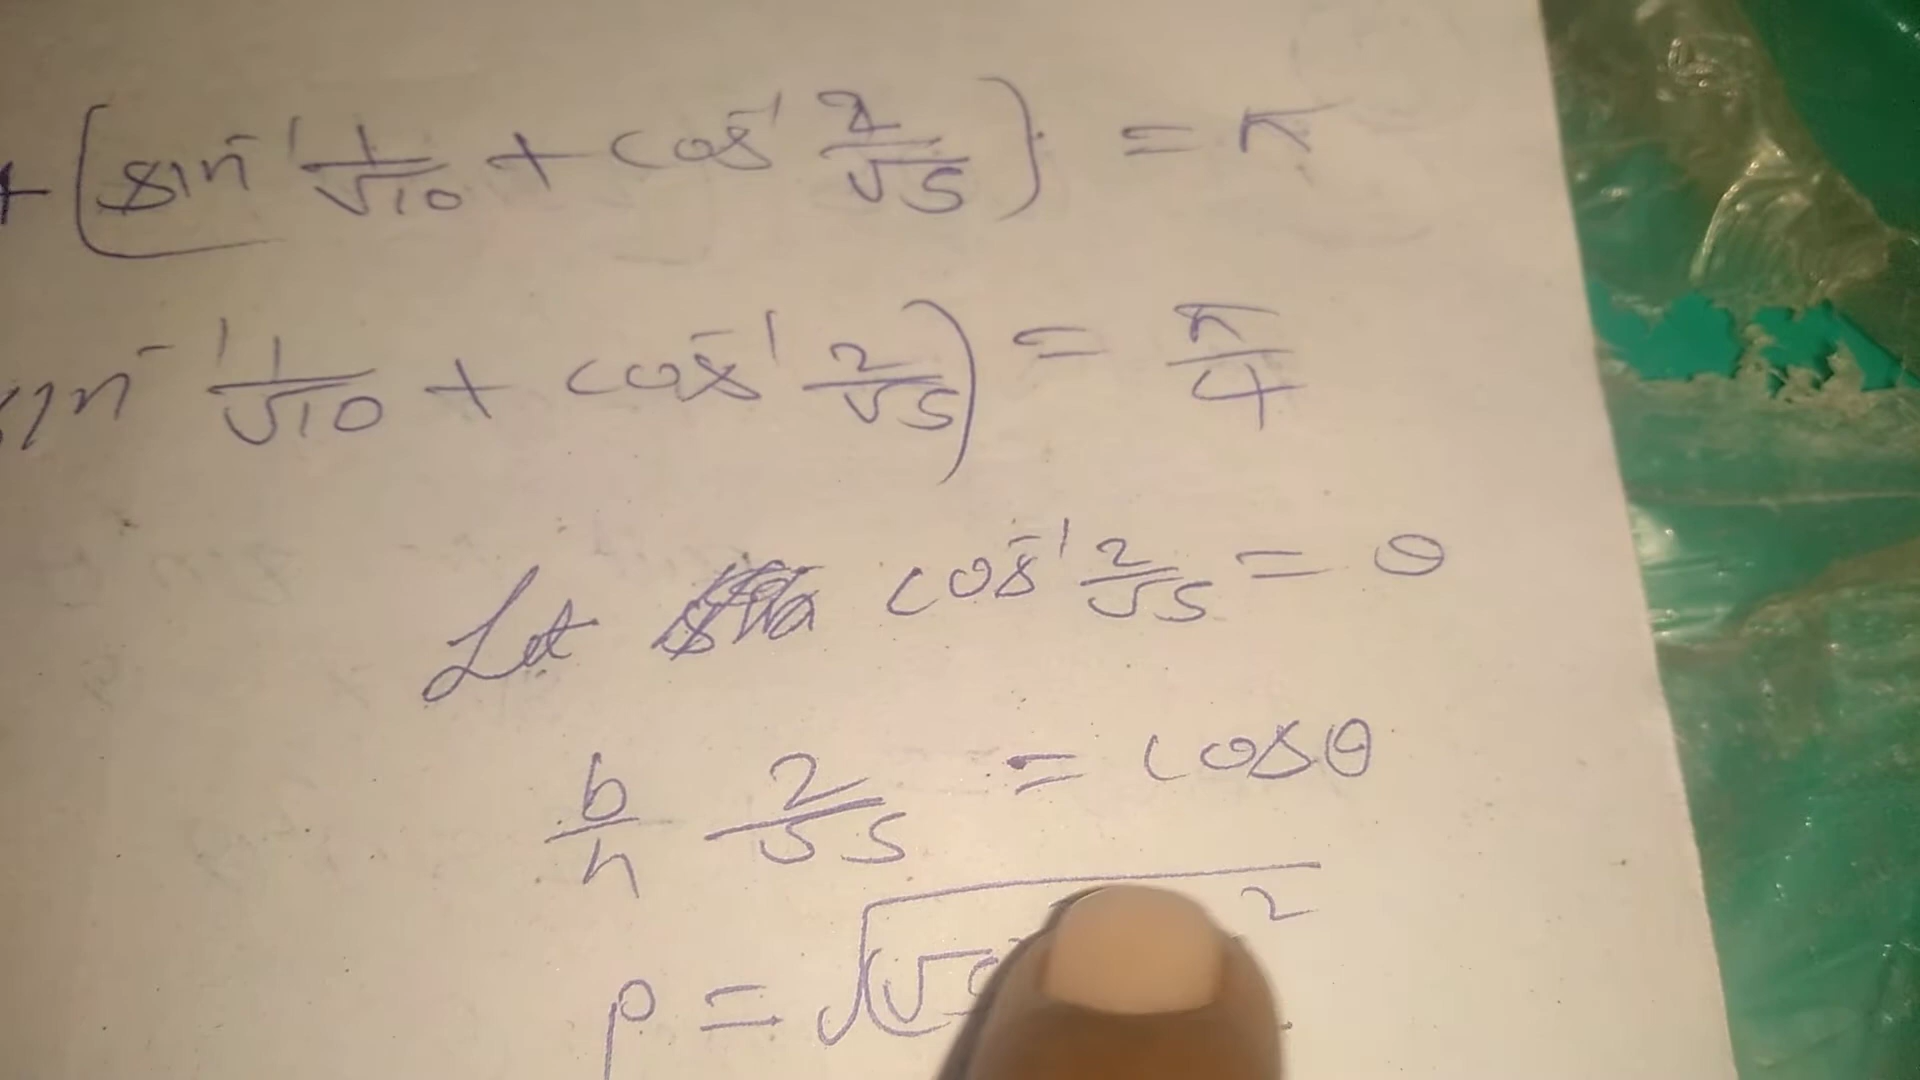 + (sin⁻¹ 1/√10 + cos⁻¹ 2/√5) = π
sin⁻¹ 1/√10 + cos⁻¹ 2/√5) = π/4
Let cos⁻¹ 2/√5 = θ
b/h 2/√5 = cosθ
p = √(√ ²